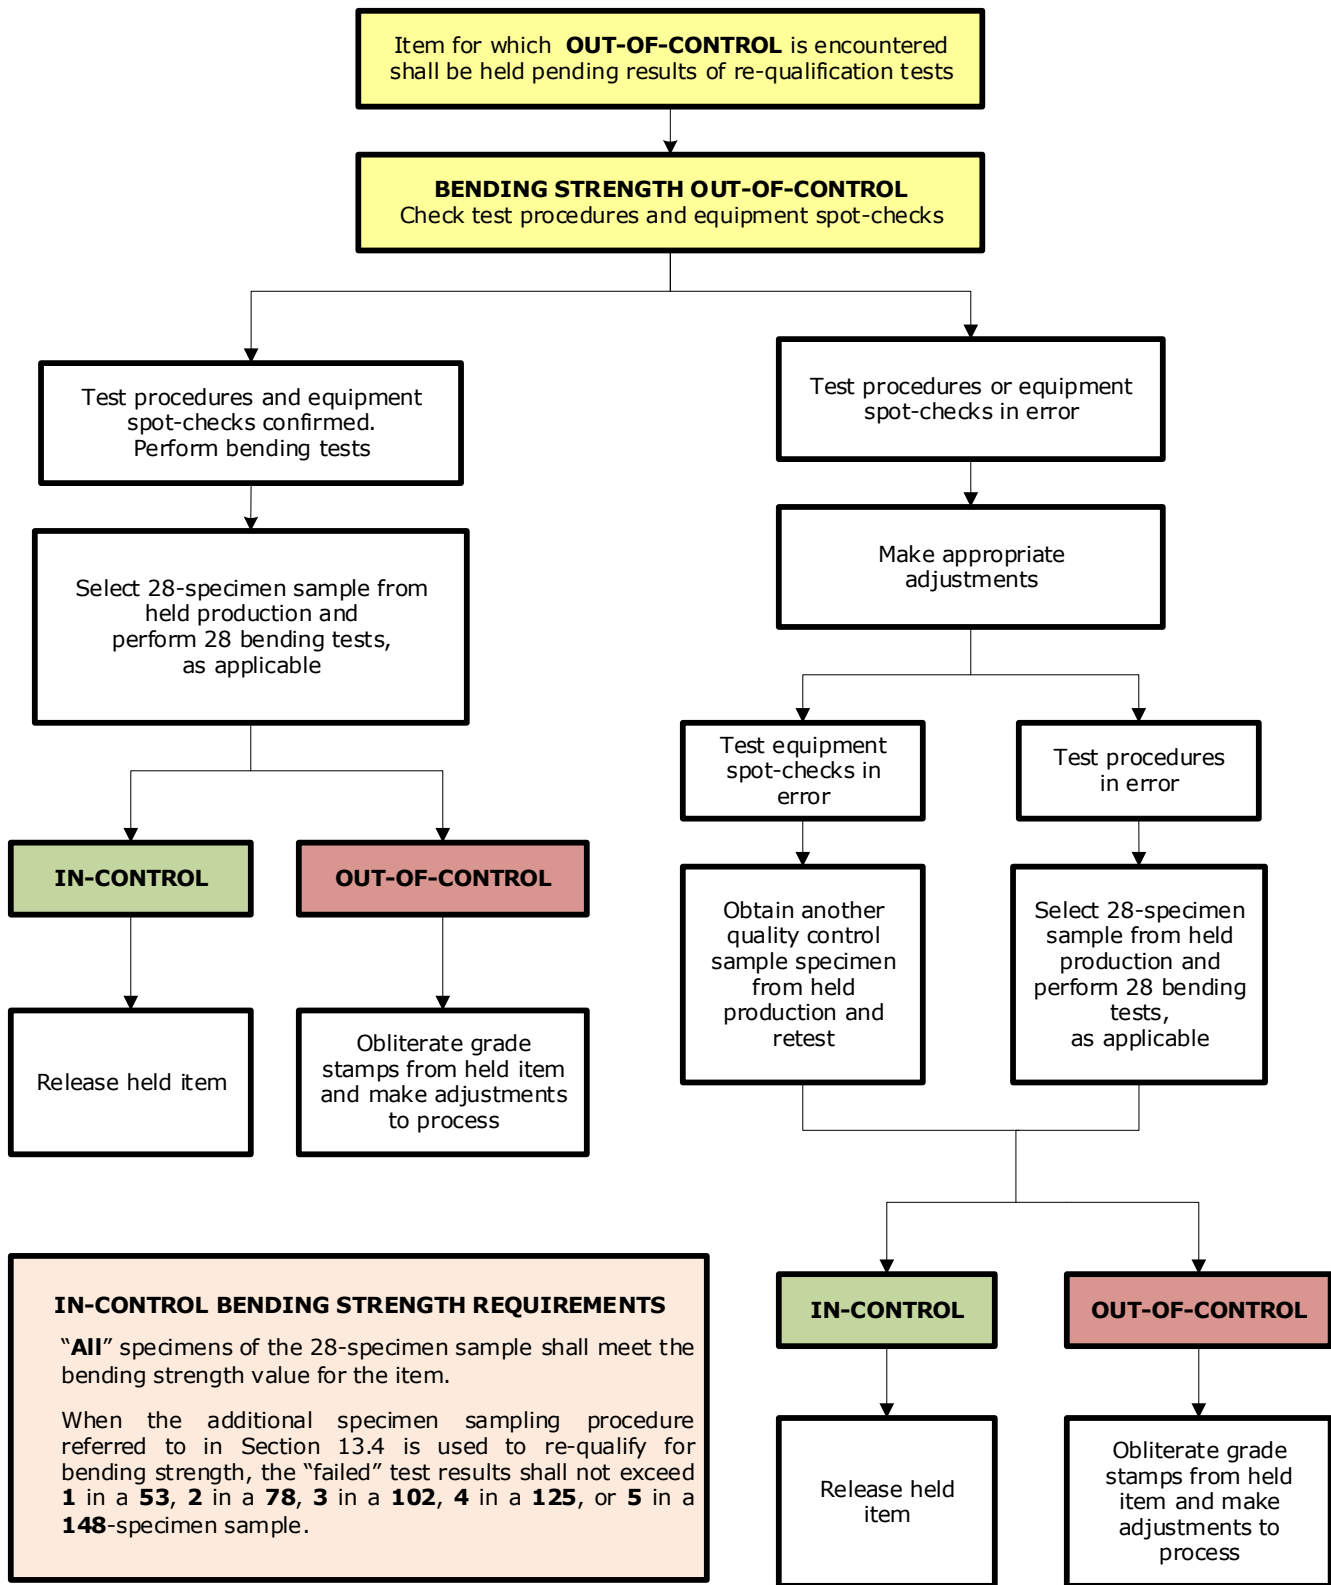 Item for which OUT-OF-CONTROL is encountered
shall be held pending results of re-qualification tests
BENDING STRENGTH OUT-OF-CONTROL
Check test procedures and equipment spot-checks
Test procedures and equipment
spot-checks confirmed.
Perform bending tests
Select 28-specimen sample from
held production and
perform 28 bending tests,
as applicable
IN-CONTROL
OUT-OF-CONTROL
Release held item
Obliterate grade
stamps from held item
and make adjustments
to process
Test procedures or equipment
spot-checks in error
Make appropriate
adjustments
Test equipment
spot-checks in
error
Test procedures
in error
Obtain another
quality control
sample specimen
from held
production and
retest
Select 28-specimen
sample from held
production and
perform 28 bending
tests,
as applicable
IN-CONTROL
OUT-OF-CONTROL
Release held
item
Obliterate grade
stamps from held
item and make
adjustments to
process
IN-CONTROL BENDING STRENGTH REQUIREMENTS
“All” specimens of the 28-specimen sample shall meet the
bending strength value for the item.
When the additional specimen sampling procedure
referred to in Section 13.4 is used to re-qualify for
bending strength, the “failed” test results shall not exceed
1 in a 53, 2 in a 78, 3 in a 102, 4 in a 125, or 5 in a
148-specimen sample.